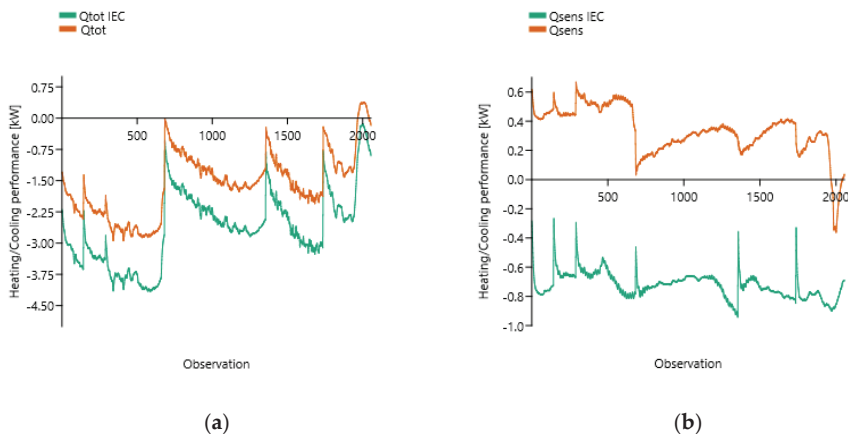 Qtot IEC
Qtot
Heating/Cooling performance [kW]
0.75
0.00
-0.75
-1.50
-2.25
-3.00
-3.75
-4.50
500
1000
1500
2000
Observation
(a)
Qsens IEC
Qsens
Heating/Cooling performance [kW]
0.6
0.4
0.2
0.0
-0.2
-0.4
-0.6
-0.8
-1.0
500
1000
1500
2000
Observation
(b)